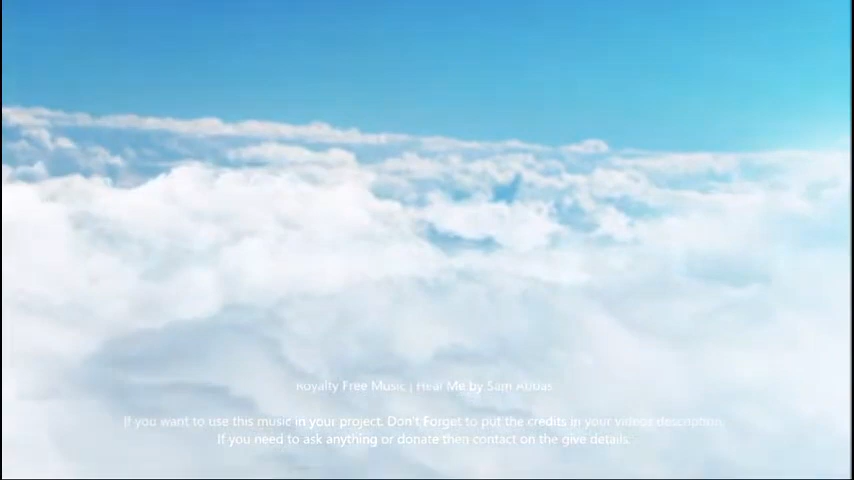 Royalty Free Music | Heal Me by Sam Abbas
If you want to use this music in your project. Don't Forget to put the credits in your videos description.
If you need to ask anything or donate then contact on the give details.